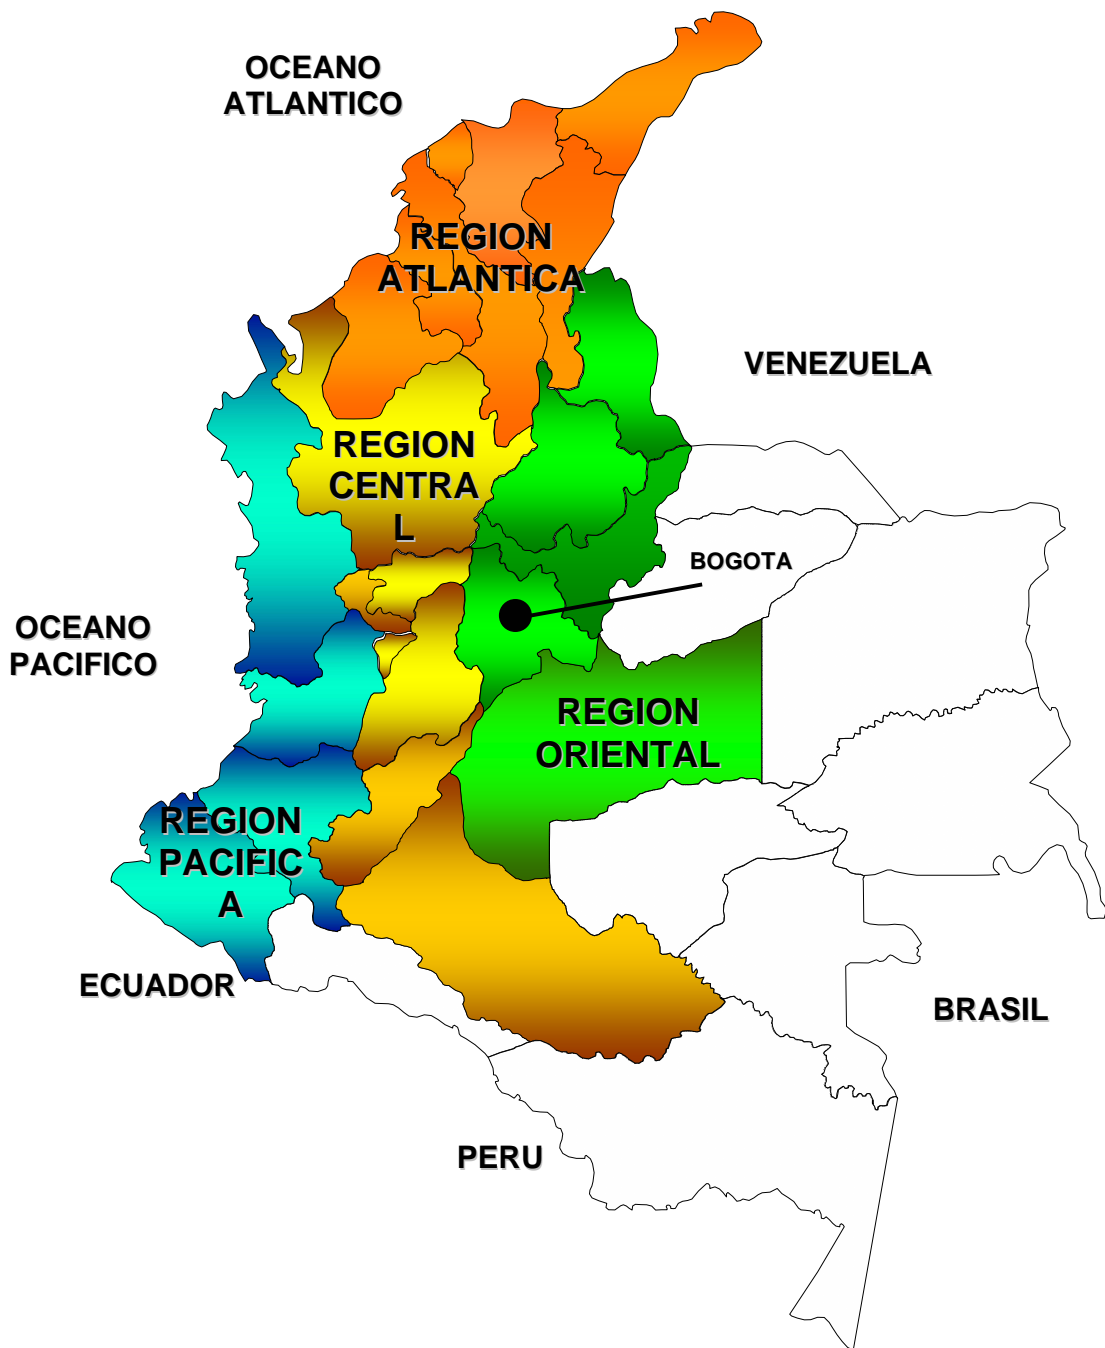 OCEANO
ATLANTICO
REGION
ATLANTICA
VENEZUELA
REGION
CENTRA
L
BOGOTA
OCEANO
PACIFICO
REGION
ORIENTAL
REGION
PACIFIC
A
ECUADOR
BRASIL
PERU